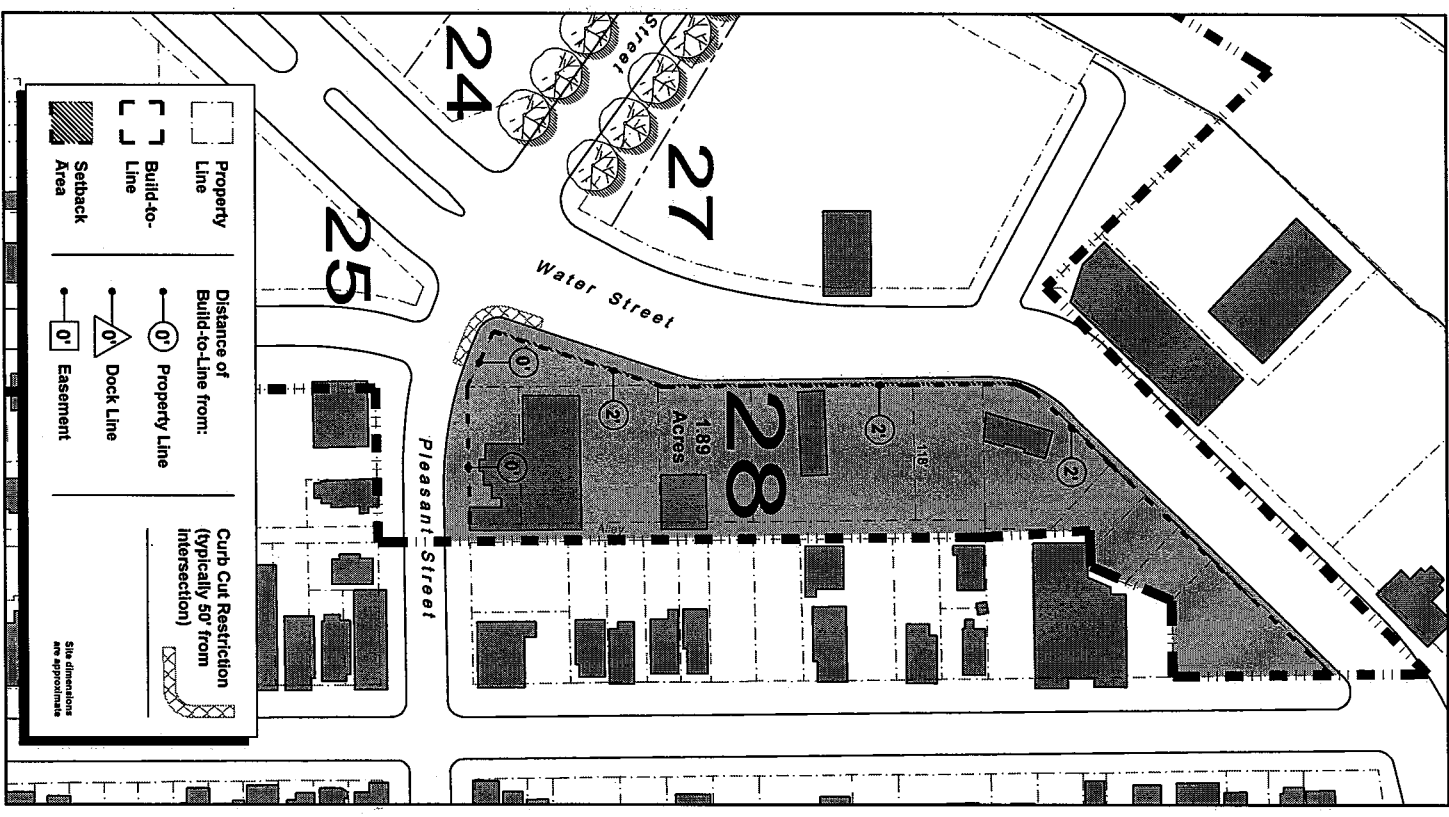 Street
24
27
25
Water Street
28
1.89
Acres
118'
Alley
Pleasant Street
0'
2'
2'
2'
0'
Property
Line
Build-to-
Line
Setback
Area
Distance of
Build-to-Line from:
0' Property Line
0' Dock Line
0' Easement
Curb Cut Restriction
(typically 50' from
intersection)
Site dimensions
are approximate